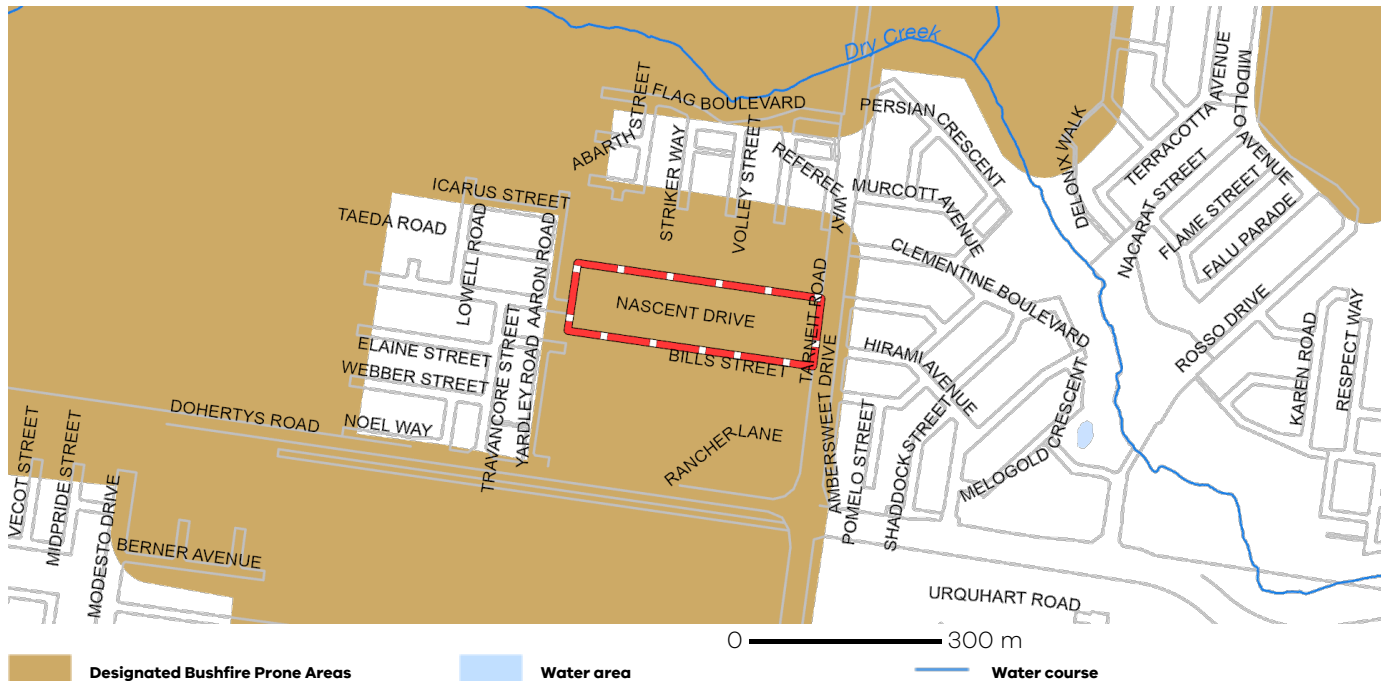 Dry Creek
FLAG BOULEVARD
ABARTH STREET
STRIKER WAY
VOLLEY STREET
REFEREE WAY
PERSIAN CRESCENT
MURCOTT AVENUE
CLEMENTINE BOULEVARD
DELONIX WALK
TERRACOTTA AVENUE
MIDOLLO AVENUE
NACARAT STREET
FLAME STREET
FALU PARADE
ROSSO DRIVE
KAREN ROAD
RESPECT WAY
ICARUS STREET
TAEDA ROAD
LOWELL ROAD
AARON ROAD
TRAVANCORE STREET
YARDLEY ROAD
ELAINE STREET
WEBBER STREET
NOEL WAY
DOHERTYS ROAD
NASCENT DRIVE
BILLS STREET
TARNEIT ROAD
AMBERSWEET DRIVE
HIRAMI AVENUE
POMELO STREET
SHADDOCK STREET
MELOGOLD CRESCENT
RANCHER LANE
VECOT STREET
MIDPRIDE STREET
MODESTO DRIVE
BERNER AVENUE
URQUHART ROAD
0 300 m
Designated Bushfire Prone Areas
Water area
Water course